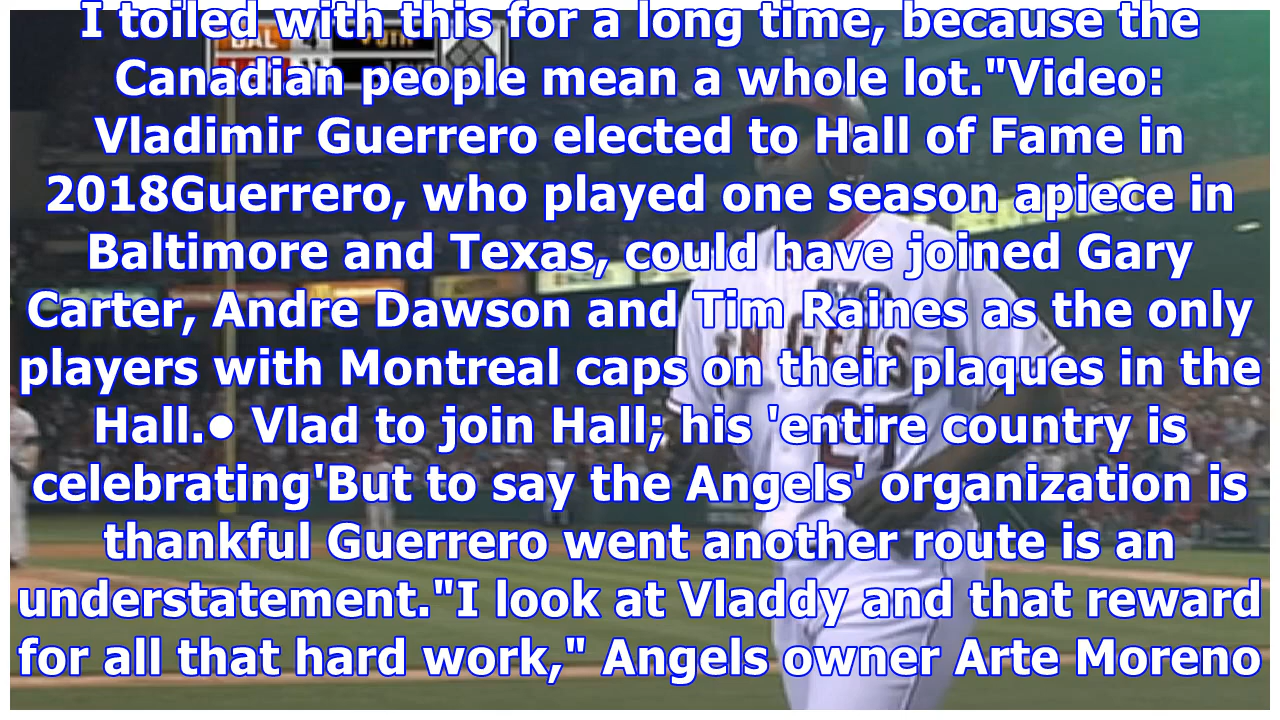 I toiled with this for a long time, because the
Canadian people mean a whole lot."Video:
Vladimir Guerrero elected to Hall of Fame in
2018Guerrero, who played one season apiece in
Baltimore and Texas, could have joined Gary
Carter, Andre Dawson and Tim Raines as the only
players with Montreal caps on their plaques in the
Hall.● Vlad to join Hall; his 'entire country is
celebrating'But to say the Angels' organization is
thankful Guerrero went another route is an
understatement."I look at Vladdy and that reward
for all that hard work," Angels owner Arte Moreno
BAL
ANGELS